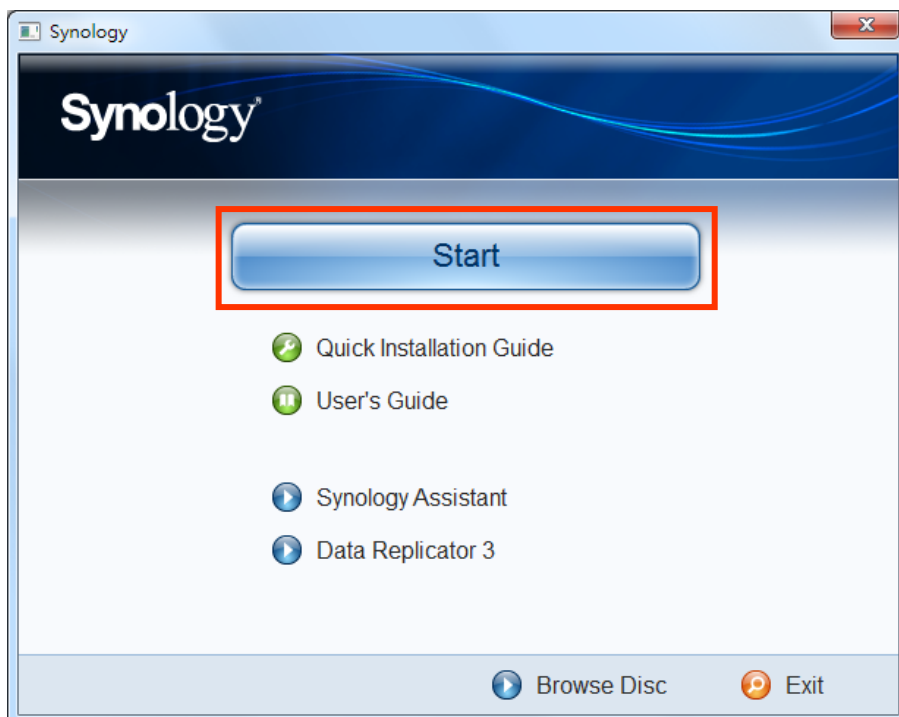 Synology
Synology
Start
Quick Installation Guide
User's Guide
Synology Assistant
Data Replicator 3
Browse Disc
Exit